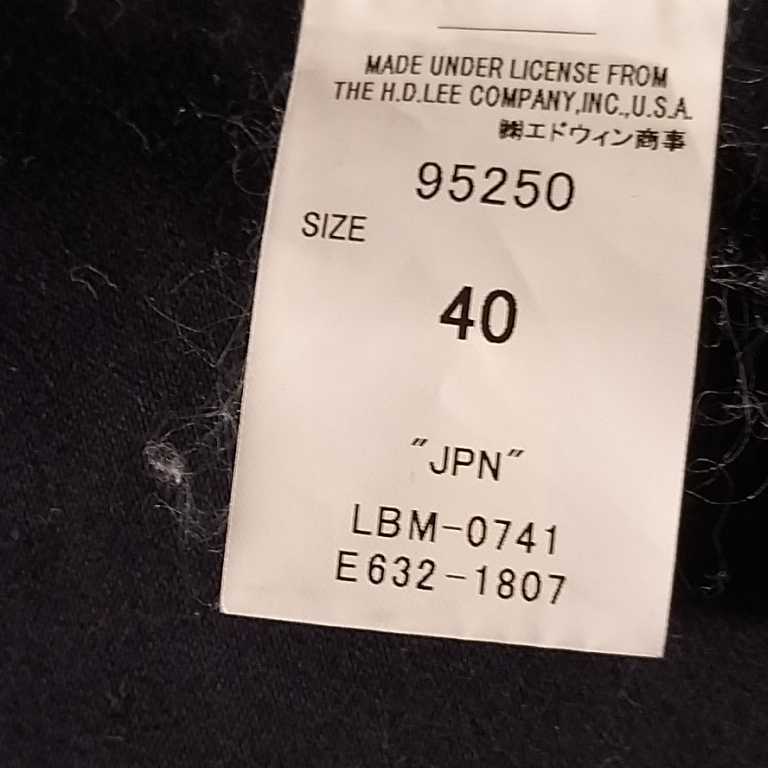 MADE UNDER LICENSE FROM
THE H.D.LEE COMPANY,INC.,U.S.A.
㈱エドウィン商事
95250
SIZE
40
"JPN"
LBM-0741
E632-1807